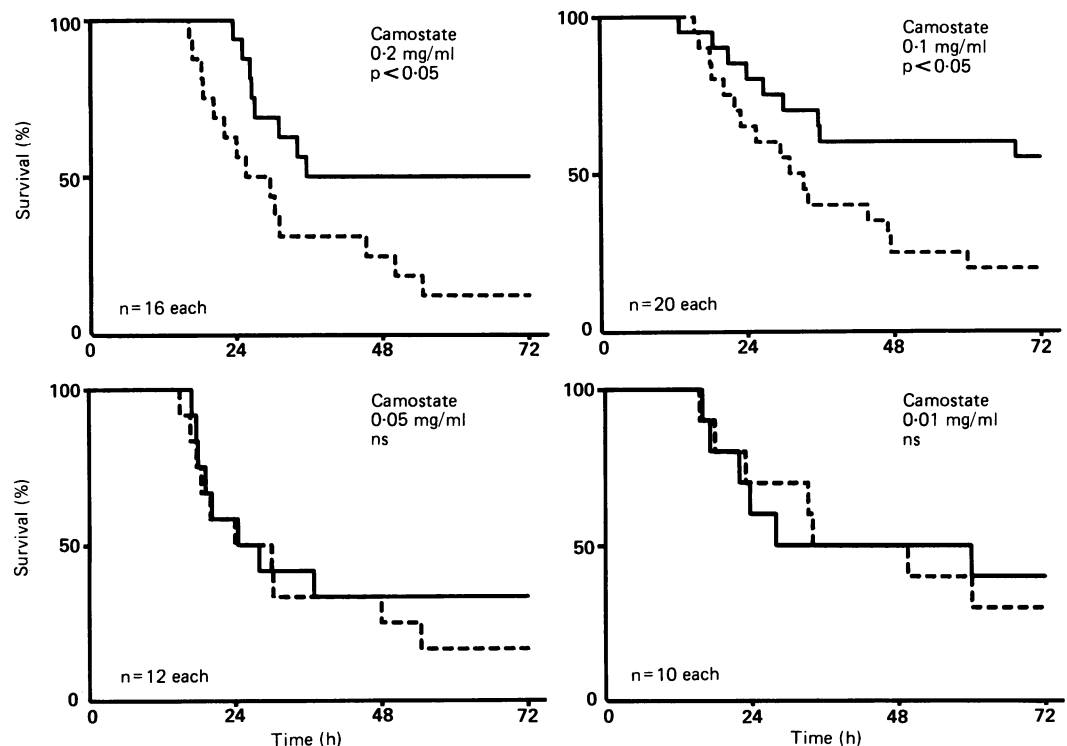 100
50
0
Survival (%)
Camostate
0·2 mg/ml
p<0·05
n=16 each
0
24
48
72
100
50
0
Camostate
0·1 mg/ml
p<0·05
n=20 each
0
24
48
72
100
50
0
Survival (%)
Camostate
0·05 mg/ml
ns
n=12 each
0
24
48
72
Time (h)
100
50
0
Camostate
0·01 mg/ml
ns
n=10 each
0
24
48
72
Time (h)